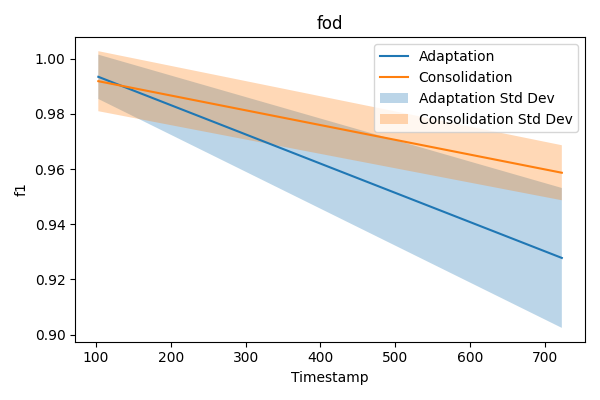 fod
Adaptation
Consolidation
Adaptation Std Dev
Consolidation Std Dev
1.00
0.98
0.96
0.94
0.92
0.90
f1
100 200 300 400 500 600 700
Timestamp